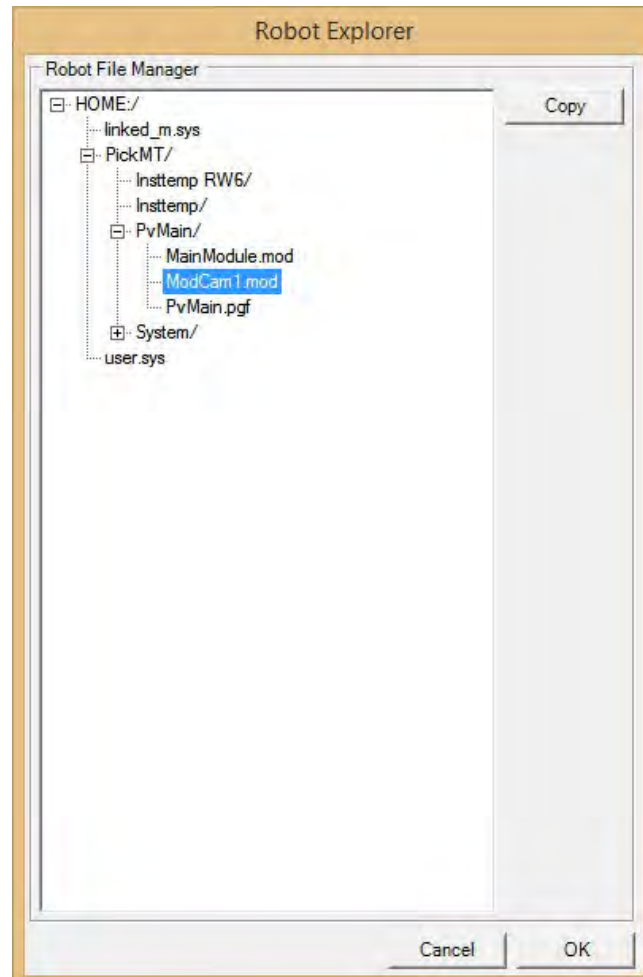 Robot Explorer
Robot File Manager
HOME:/
Copy
linked_m.sys
PickMT/
Insttemp RW6/
Insttemp/
PvMain/
MainModule.mod
ModCam1.mod
PvMain.pgf
System/
user.sys
Cancel
OK